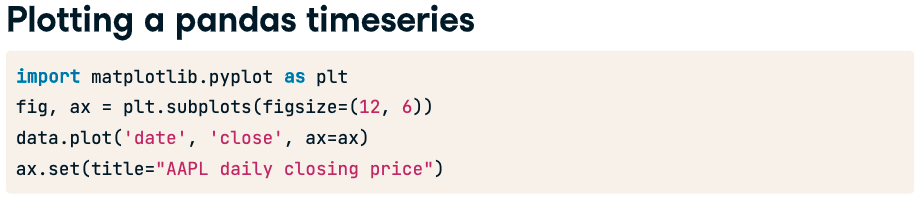 Plotting a pandas timeseries
import matplotlib.pyplot as plt
fig, ax = plt.subplots(figsize=(12, 6))
data.plot('date', 'close', ax=ax)
ax.set(title="AAPL daily closing price")